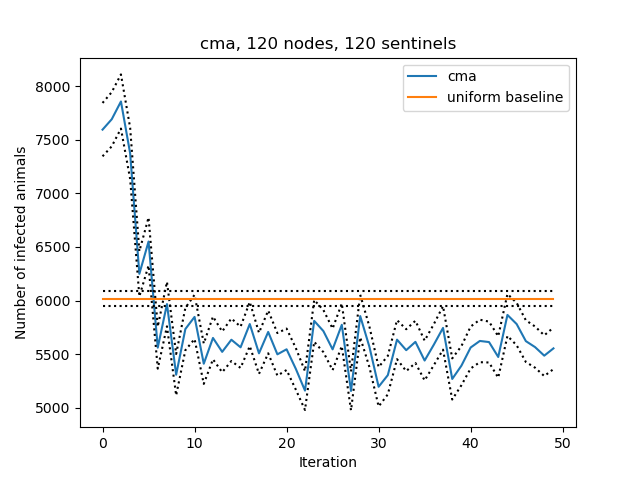 cma, 120 nodes, 120 sentinels
cma
uniform baseline
Number of infected animals
8000
7500
7000
6500
6000
5500
5000
0 10 20 30 40 50
Iteration